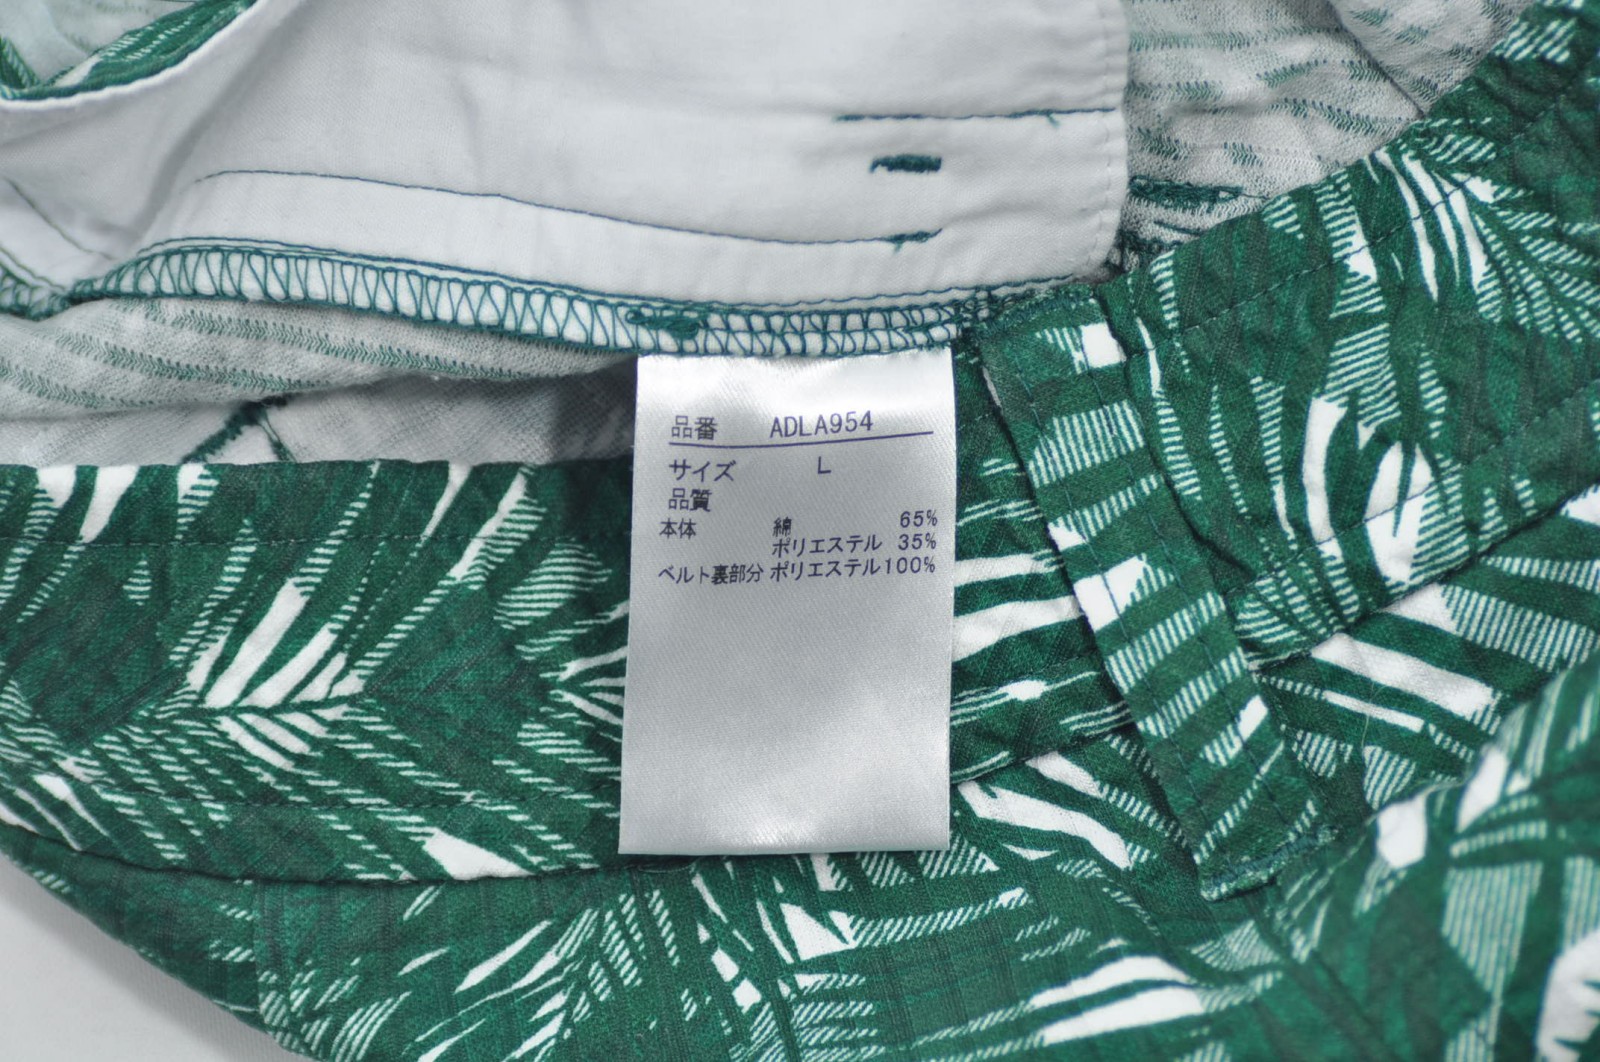 品番 ADLA954
サイズ L
品質
本体 綿 65%
ポリエステル 35%
ベルト裏部分 ポリエステル100%